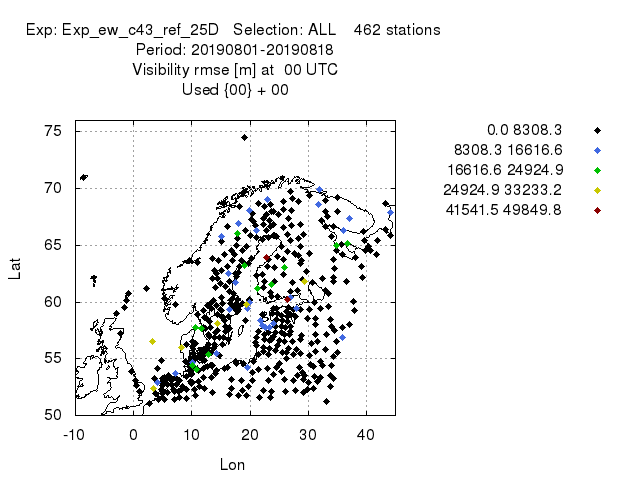 Exp: Exp_ew_c43_ref_25D Selection: ALL 462 stations
Period: 20190801-20190818
Visibility rmse [m] at 00 UTC
Used {00} + 00
0.0 8308.3
8308.3 16616.6
16616.6 24924.9
24924.9 33233.2
41541.5 49849.8
75
70
65
60
55
50
Lat
-10 0 10 20 30 40
Lon